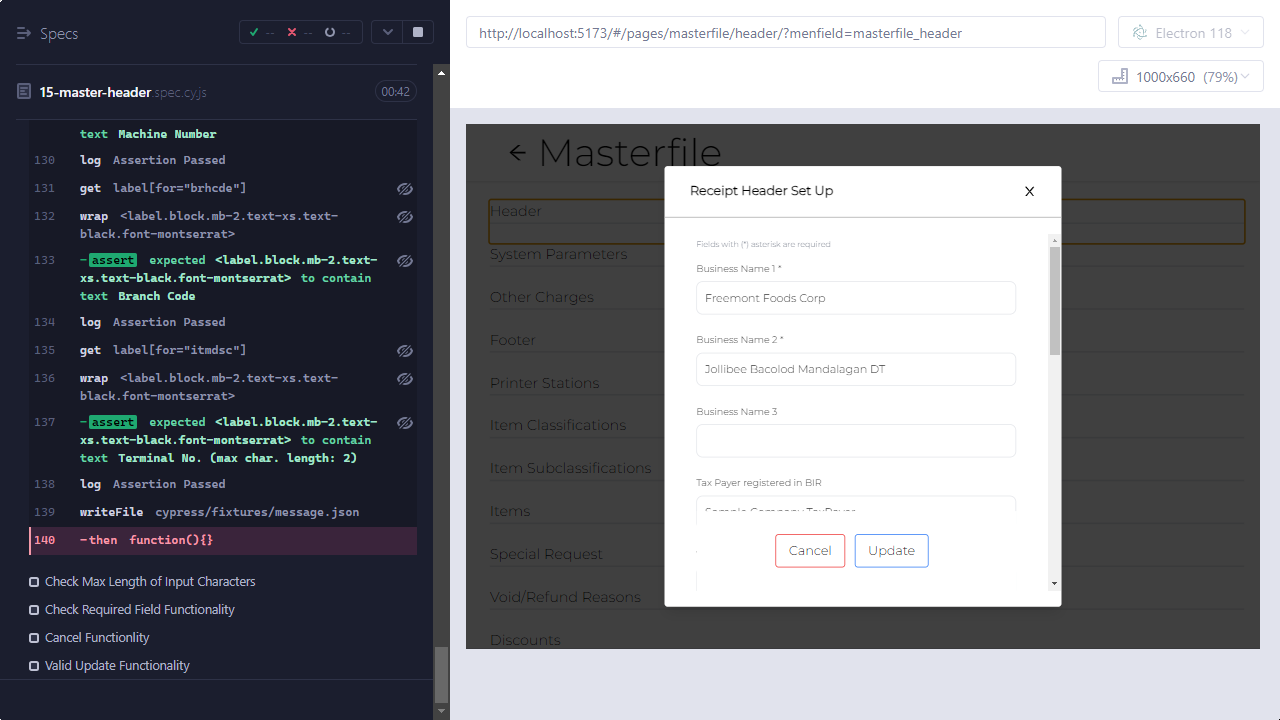 Specs
--
--
--
15-master-header.spec.cy.js
00:42
text Machine Number
130 log Assertion Passed
131 get label[for="brhcde"]
132 wrap <label.block.mb-2.text-xs.text-
black.font-montserrat>
133 -assert expected <label.block.mb-2.text-
xs.text-black.font-montserrat> to contain
text Branch Code
134 log Assertion Passed
135 get label[for="itmdsc"]
136 wrap <label.block.mb-2.text-xs.text-
black.font-montserrat>
137 -assert expected <label.block.mb-2.text-
xs.text-black.font-montserrat> to contain
text Terminal No. (max char. length: 2)
138 log Assertion Passed
139 writeFile cypress/fixtures/message.json
140 -then function(){}
Check Max Length of Input Characters
Check Required Field Functionality
Cancel Functionlity
Valid Update Functionality
http://localhost:5173/#/pages/masterfile/header/?menfield=masterfile_header
Electron 118
1000x660 (79%)
Masterfile
Header
System Parameters
Other Charges
Footer
Printer Stations
Item Classifications
Item Subclassifications
Items
Special Request
Void/Refund Reasons
Discounts
Receipt Header Set Up
X
Fields with (*) asterisk are required
Business Name 1 *
Freemont Foods Corp
Business Name 2 *
Jollibee Bacolod Mandalagan DT
Business Name 3
Tax Payer registered in BIR
Sample Company TaxPayer
Cancel
Update